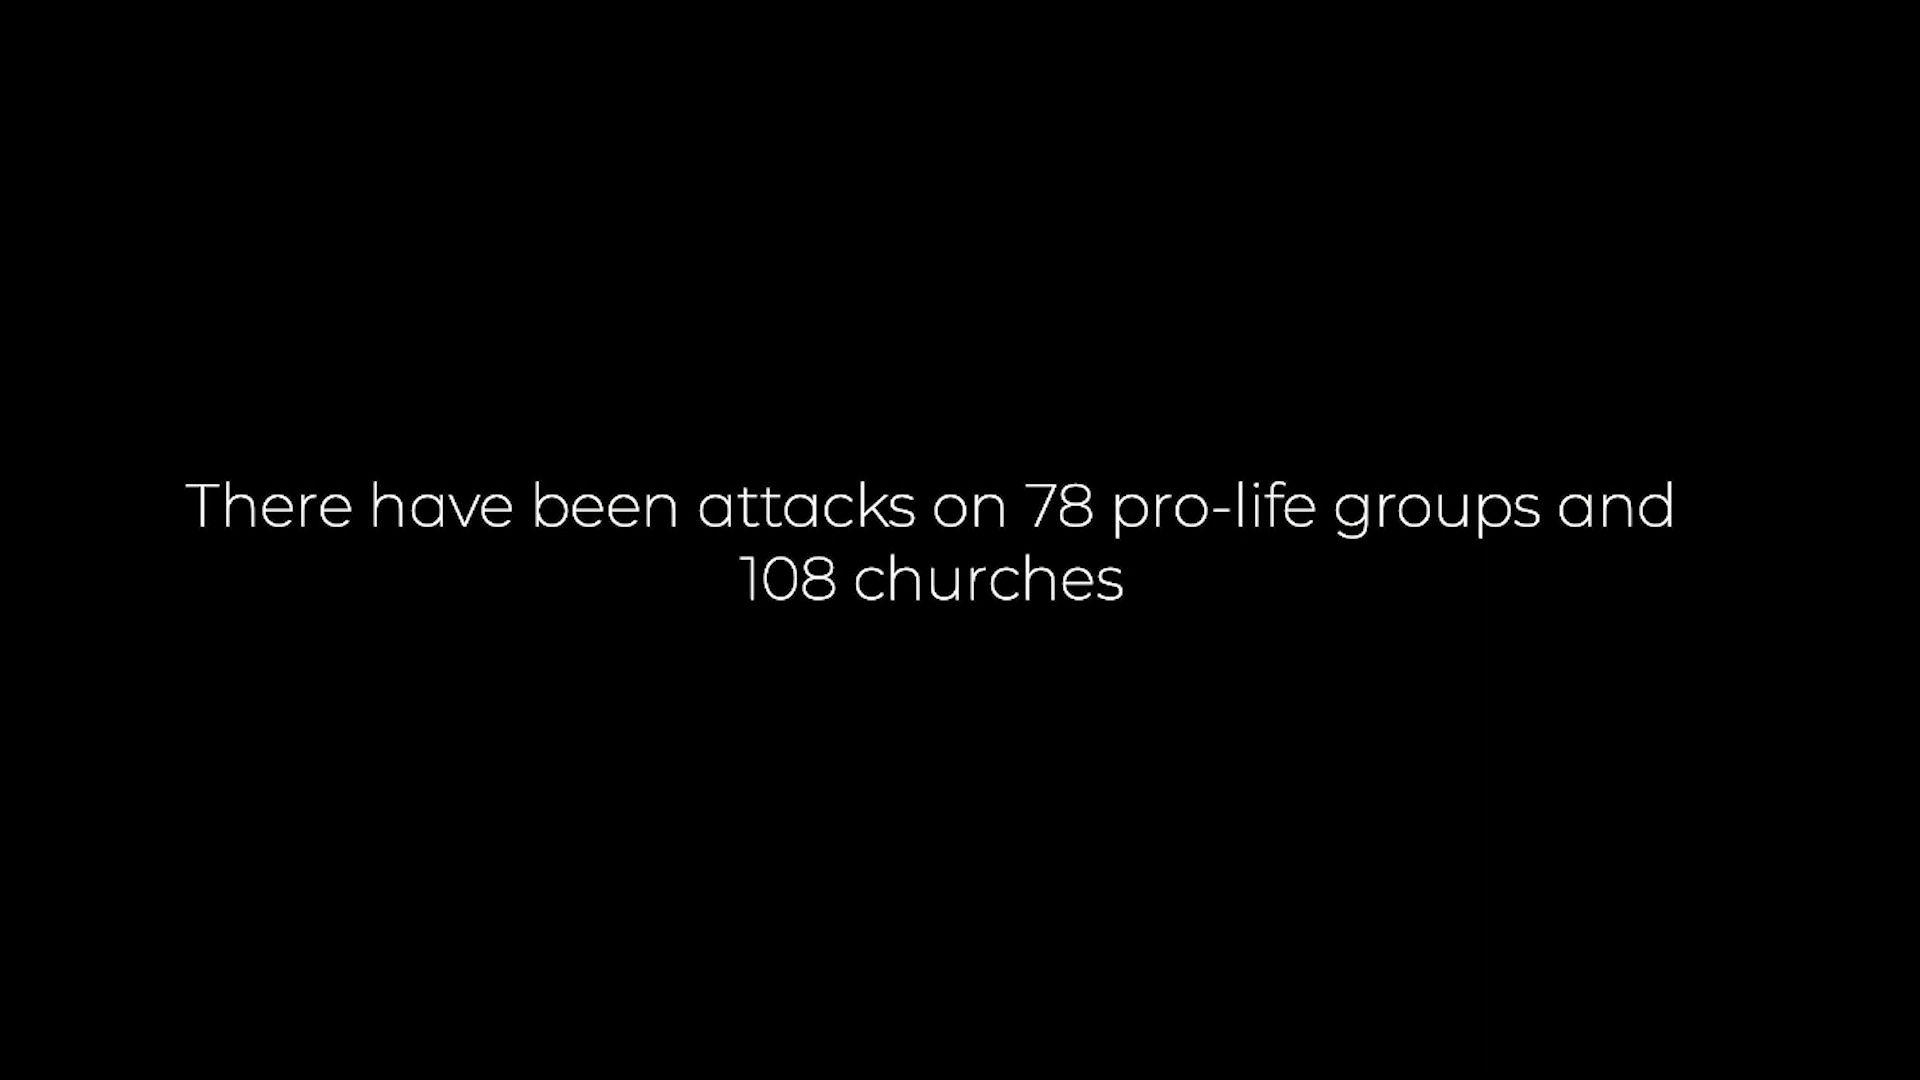 There have been attacks on 78 pro-life groups and
108 churches